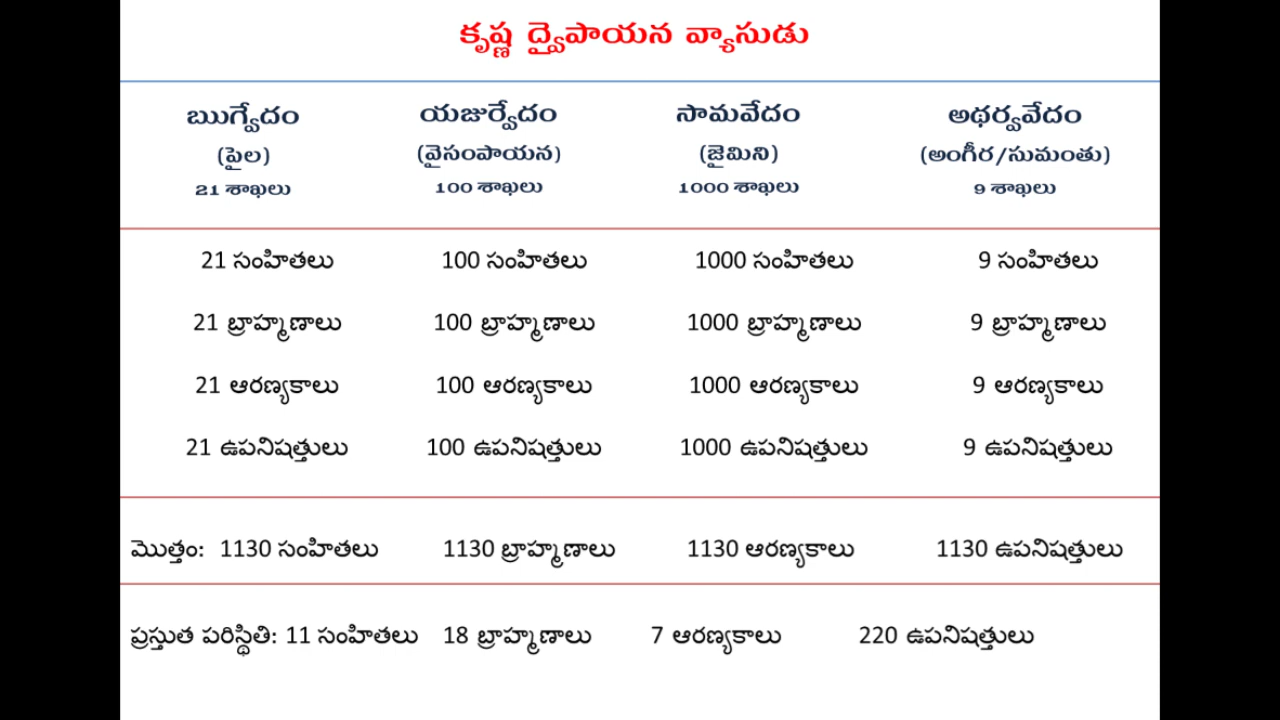 కృష్ణ ద్వైపాయన వ్యాసుడు
ఋగ్వేదం యజుర్వేదం సామవేదం అథర్వవేదం
(పైల) (వైసంపాయన) (జైమిని) (అంగీర/సుమంతు)
21 శాఖలు 100 శాఖలు 1000 శాఖలు 9 శాఖలు
21 సంహితలు 100 సంహితలు 1000 సంహితలు 9 సంహితలు
21 బ్రాహ్మణాలు 100 బ్రాహ్మణాలు 1000 బ్రాహ్మణాలు 9 బ్రాహ్మణాలు
21 ఆరణ్యకాలు 100 ఆరణ్యకాలు 1000 ఆరణ్యకాలు 9 ఆరణ్యకాలు
21 ఉపనిషత్తులు 100 ఉపనిషత్తులు 1000 ఉపనిషత్తులు 9 ఉపనిషత్తులు
మొత్తం: 1130 సంహితలు 1130 బ్రాహ్మణాలు 1130 ఆరణ్యకాలు 1130 ఉపనిషత్తులు
ప్రస్తుత పరిస్థితి: 11 సంహితలు 18 బ్రాహ్మణాలు 7 ఆరణ్యకాలు 220 ఉపనిషత్తులు